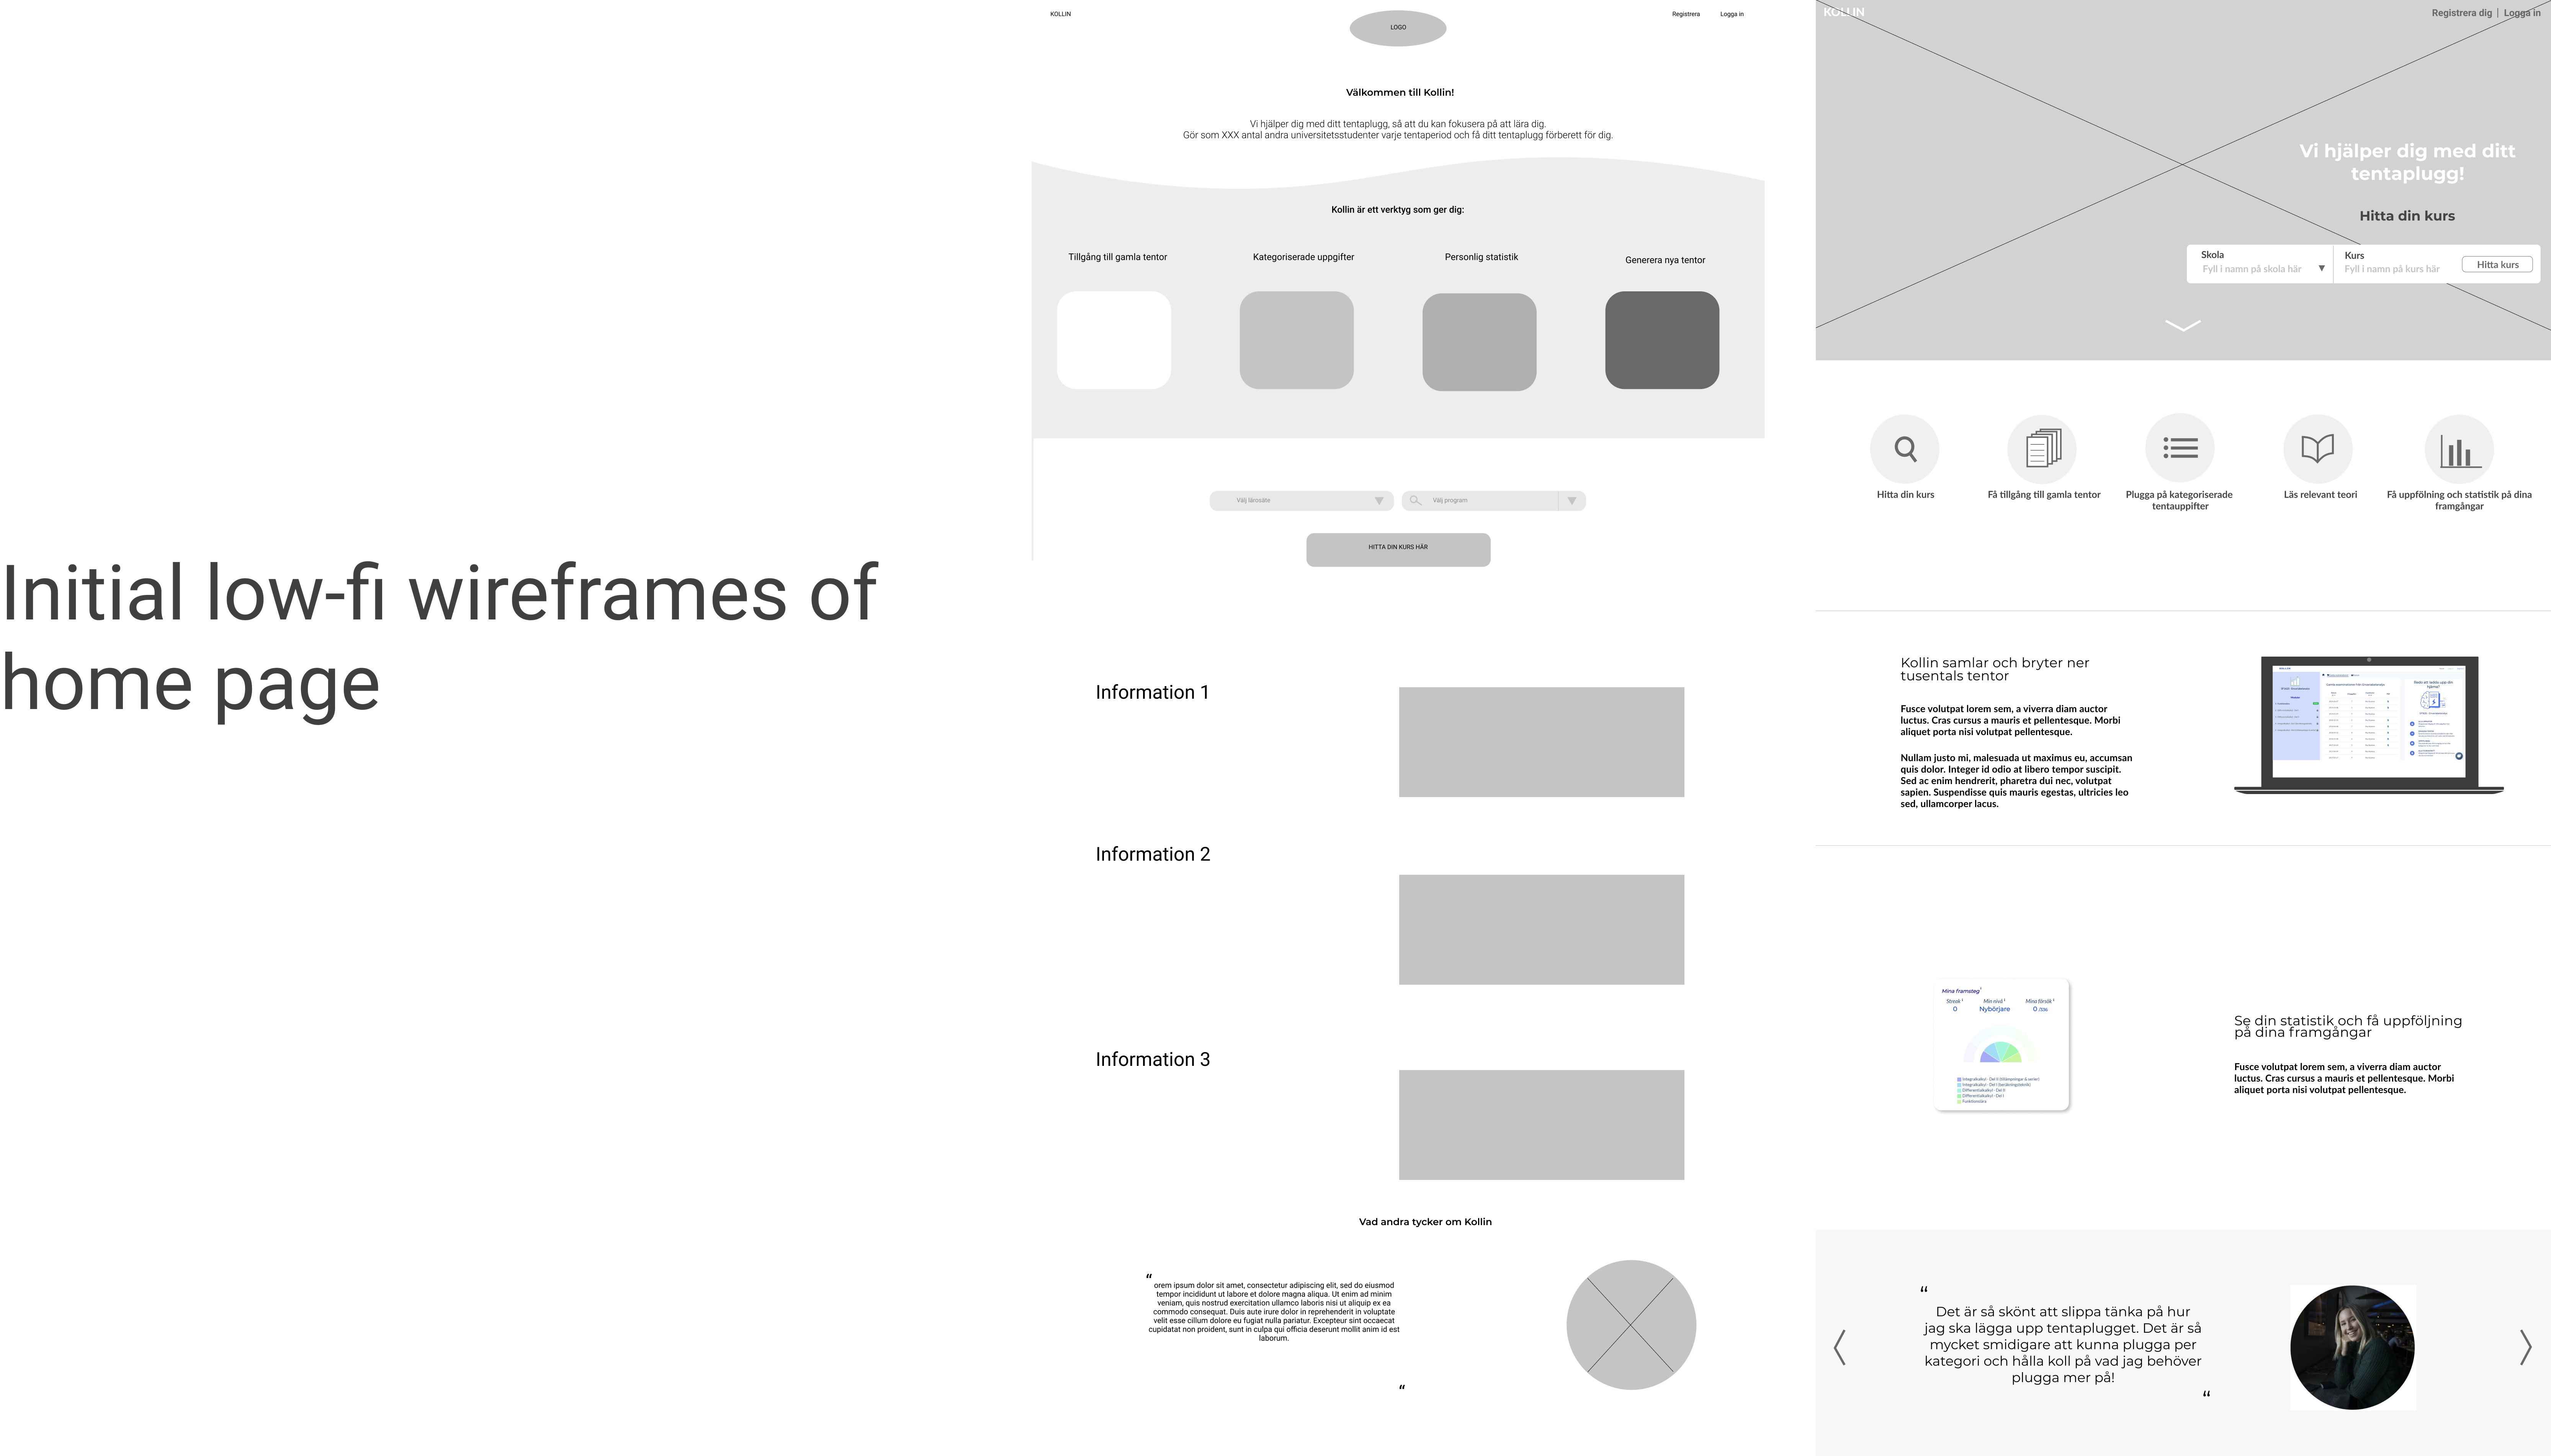 Initial low-fi wireframes of
home page
KOLLIN
LOGO
Registrera
Logga in
Välkommen till Kollin!
Vi hjälper dig med ditt tentaplugg, så att du kan fokusera på att lära dig.
Gör som XXX antal andra universitetsstudenter varje tentaperiod och få ditt tentaplugg förberett för dig.
Kollin är ett verktyg som ger dig:
Tillgång till gamla tentor
Kategoriserade uppgifter
Personlig statistik
Generera nya tentor
Välj lärosäte
Välj program
HITTA DIN KURS HÄR
Information 1
Information 2
Information 3
Vad andra tycker om Kollin
“
orem ipsum dolor sit amet, consectetur adipiscing elit, sed do eiusmod
tempor incididunt ut labore et dolore magna aliqua. Ut enim ad minim
veniam, quis nostrud exercitation ullamco laboris nisi ut aliquip ex ea
commodo consequat. Duis aute irure dolor in reprehenderit in voluptate
velit esse cillum dolore eu fugiat nulla pariatur. Excepteur sint occaecat
cupidatat non proident, sunt in culpa qui officia deserunt mollit anim id est
laborum.
“
KOLLIN
Registrera dig | Logga in
Vi hjälper dig med ditt
tentaplugg!
Hitta din kurs
Skola
Fyll i namn på skola här
Kurs
Fyll i namn på kurs här
Hitta kurs
Hitta din kurs
Få tillgång till gamla tentor
Plugga på kategoriserade
tentauppifter
Läs relevant teori
Få uppfölning och statistik på dina
framgångar
Kollin samlar och bryter ner
tusentals tentor
Fusce volutpat lorem sem, a viverra diam auctor
luctus. Cras cursus a mauris et pellentesque. Morbi
aliquet porta nisi volutpat pellentesque.
Nullam justo mi, malesuada ut maximus eu, accumsan
quis dolor. Integer id odio at libero tempor suscipit.
Sed ac enim hendrerit, pharetra dui nec, volutpat
sapien. Suspendisse quis mauris egestas, ultricies leo
sed, ullamcorper lacus.
Mina framsteg
Streak
Min nivå
Mina försök
0
Nybörjare
0
Integralkalkyl - Del II (tillämpningar & serier)
Integralkalkyl - Del I (beräkningsteknik)
Differentialkalkyl - Del II
Differentialkalkyl - Del I
Funktionslära
Se din statistik och få uppföljning
på dina framgångar
Fusce volutpat lorem sem, a viverra diam auctor
luctus. Cras cursus a mauris et pellentesque. Morbi
aliquet porta nisi volutpat pellentesque.
“
Det är så skönt att slippa tänka på hur
jag ska lägga upp tentaplugget. Det är så
mycket smidigare att kunna plugga per
kategori och hålla koll på vad jag behöver
plugga mer på!
“